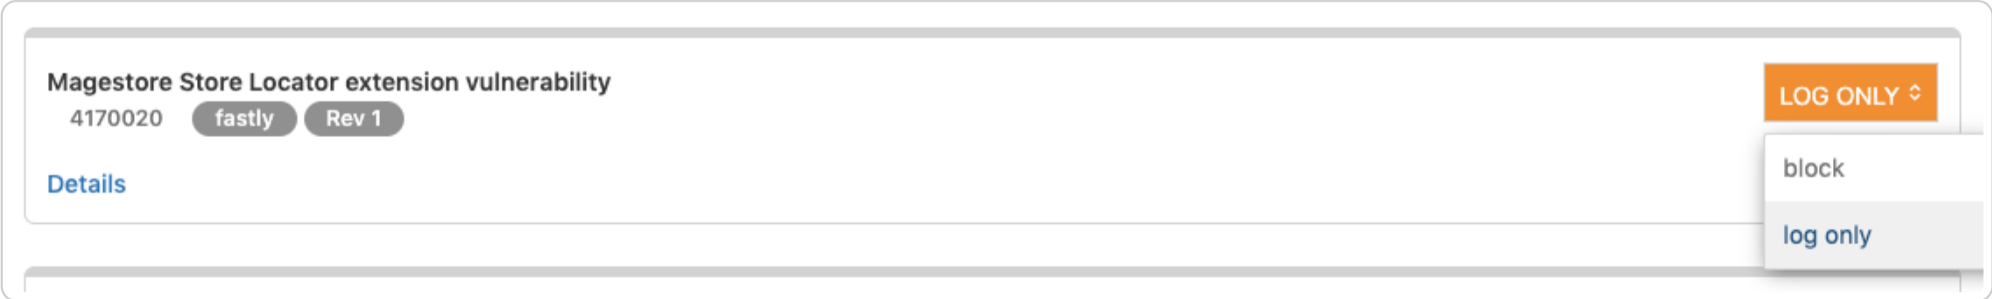 Magestore Store Locator extension vulnerability
LOG ONLY
4170020 fastly Rev 1
block
Details
log only